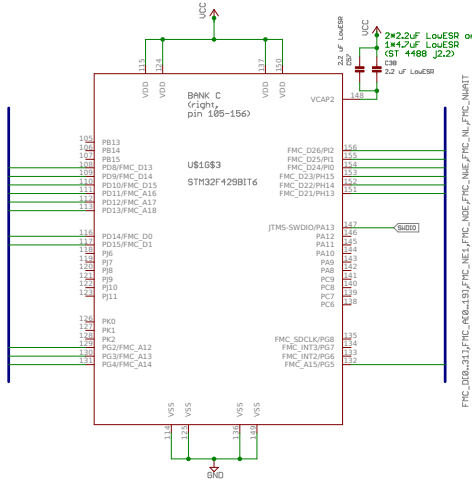 VCC
VCC
2*2.2uF LowESR o
1*4.7uF LowESR
(ST 4488 j2.2)
2.2 uF LowESR
C57
C38
2.2 uF LowESR
115
124
137
150
VDD
VDD
VDD
VDD
BANK C
(right,
pin 105-156)
VCAP2
148
U$1G$3
STM32F429BIT6
105 PB13
106 PB14
107 PB15
108 PD8/FMC_D13
109 PD9/FMC_D14
110 PD10/FMC_D15
111 PD11/FMC_A16
112 PD12/FMC_A17
113 PD13/FMC_A18
116 PD14/FMC_D0
117 PD15/FMC_D1
118 PJ6
119 PJ7
120 PJ8
121 PJ9
122 PJ10
123 PJ11
126 PK0
127 PK1
128 PK2
129 PG2/FMC_A12
130 PG3/FMC_A13
131 PG4/FMC_A14
FMC_D26/PI2 156
FMC_D25/PI1 155
FMC_D24/PI0 154
FMC_D23/PH15 153
FMC_D22/PH14 152
FMC_D21/PH13 151
JTMS-SWDIO/PA13 147
SWDIO
PA12 146
PA11 145
PA10 144
PA9 143
PA8 142
PC9 141
PC8 140
PC7 139
PC6 138
FMC_SDCLK/PG8 135
FMC_INT3/PG7 134
FMC_INT2/PG6 133
FMC_A15/PG5 132
VSS
VSS
VSS
VSS
114
125
136
149
GND
FMC_D[0..31],FMC_A[0..19],FMC_NE1,FMC_NOE,FMC_NWE,FMC_NL,FMC_NWAIT